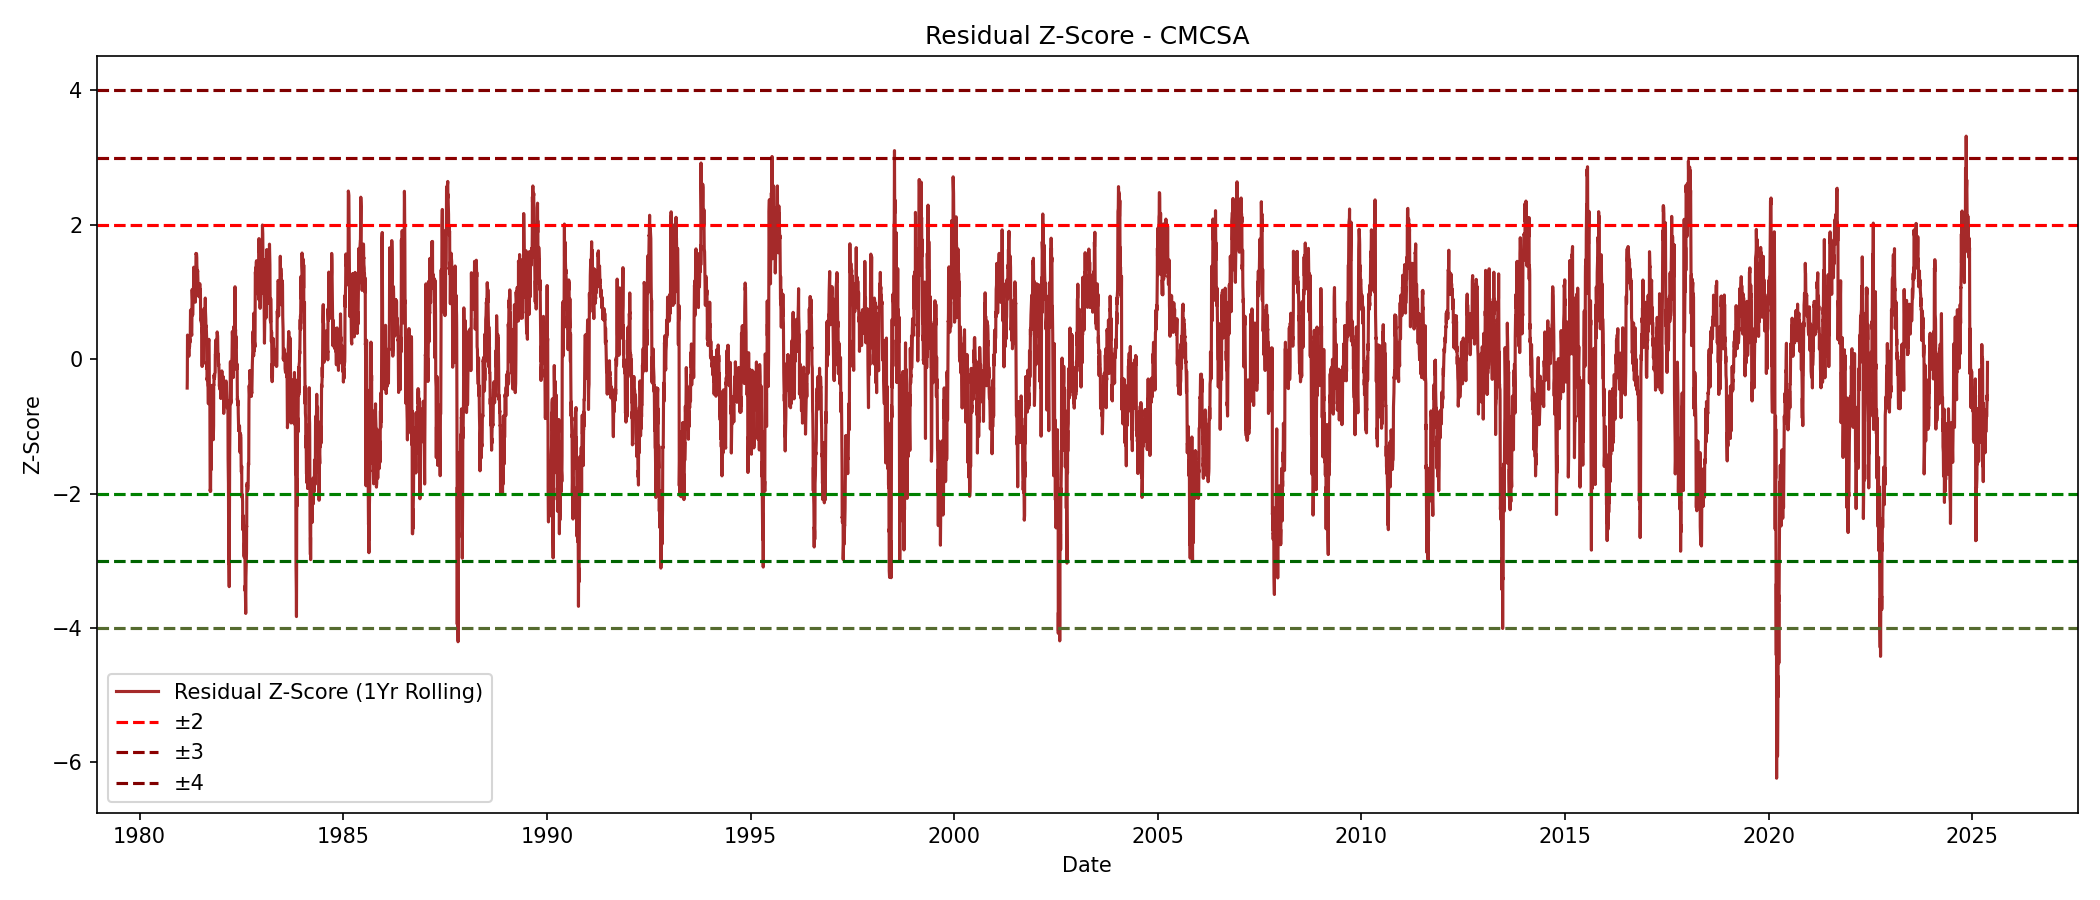 Residual Z-Score - CMCSA
Z-Score
4
2
0
−2
−4
−6
Residual Z-Score (1Yr Rolling)
±2
±3
±4
1980 1985 1990 1995 2000 2005 2010 2015 2020 2025
Date